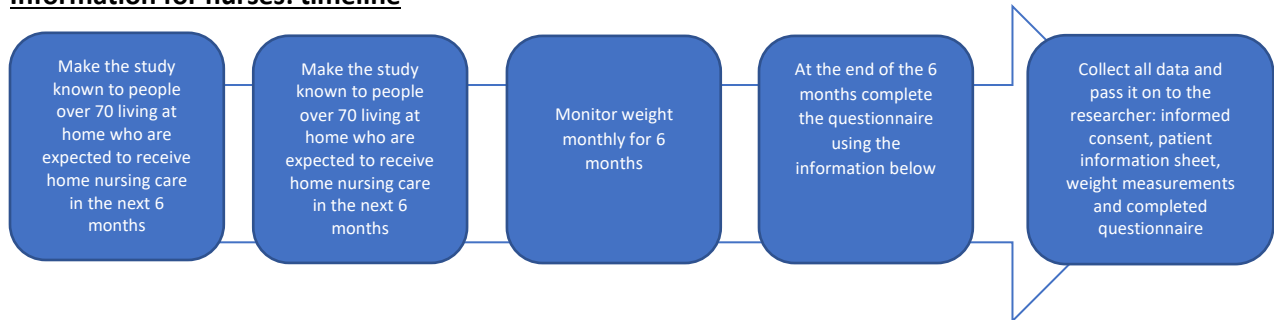 Information for nurses: timeline
Make the study
known to people
over 70 living at
home who are
expected to receive
home nursing care
in the next 6
months
Make the study
known to people
over 70 living at
home who are
expected to receive
home nursing care
in the next 6
months
Monitor weight
monthly for 6
months
At the end of the 6
months complete
the questionnaire
using the
information below
Collect all data and
pass it on to the
researcher: informed
consent, patient
information sheet,
weight measurements
and completed
questionnaire